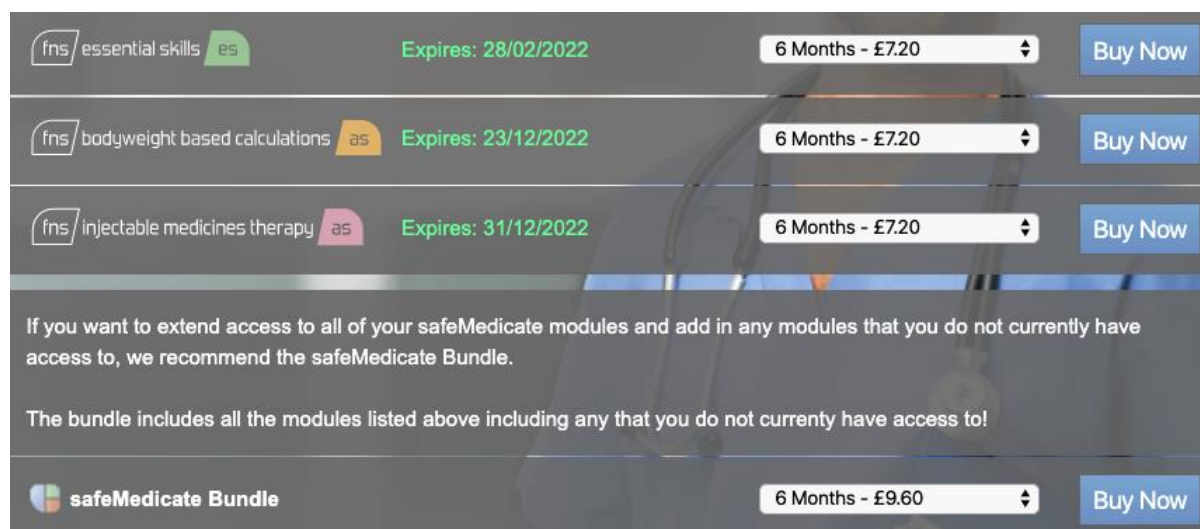 fns essential skills es Expires: 28/02/2022 6 Months - £7.20 Buy Now
fns bodyweight based calculations as Expires: 23/12/2022 6 Months - £7.20 Buy Now
fns injectable medicines therapy as Expires: 31/12/2022 6 Months - £7.20 Buy Now
If you want to extend access to all of your safeMedicate modules and add in any modules that you do not currently have
access to, we recommend the safeMedicate Bundle.
The bundle includes all the modules listed above including any that you do not currenty have access to!
safeMedicate Bundle 6 Months - £9.60 Buy Now